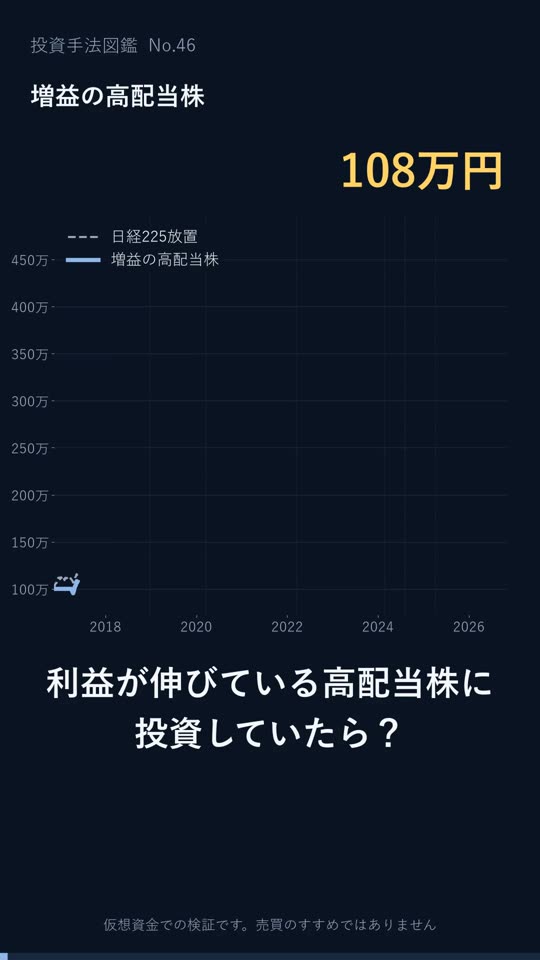 投資手法図鑑 No.46
増益の高配当株
108万円
日経225放置
増益の高配当株
450万
400万
350万
300万
250万
200万
150万
100万
2018 2020 2022 2024 2026
利益が伸びている高配当株に
投資していたら？
仮想資金での検証です。売買のすすめではありません